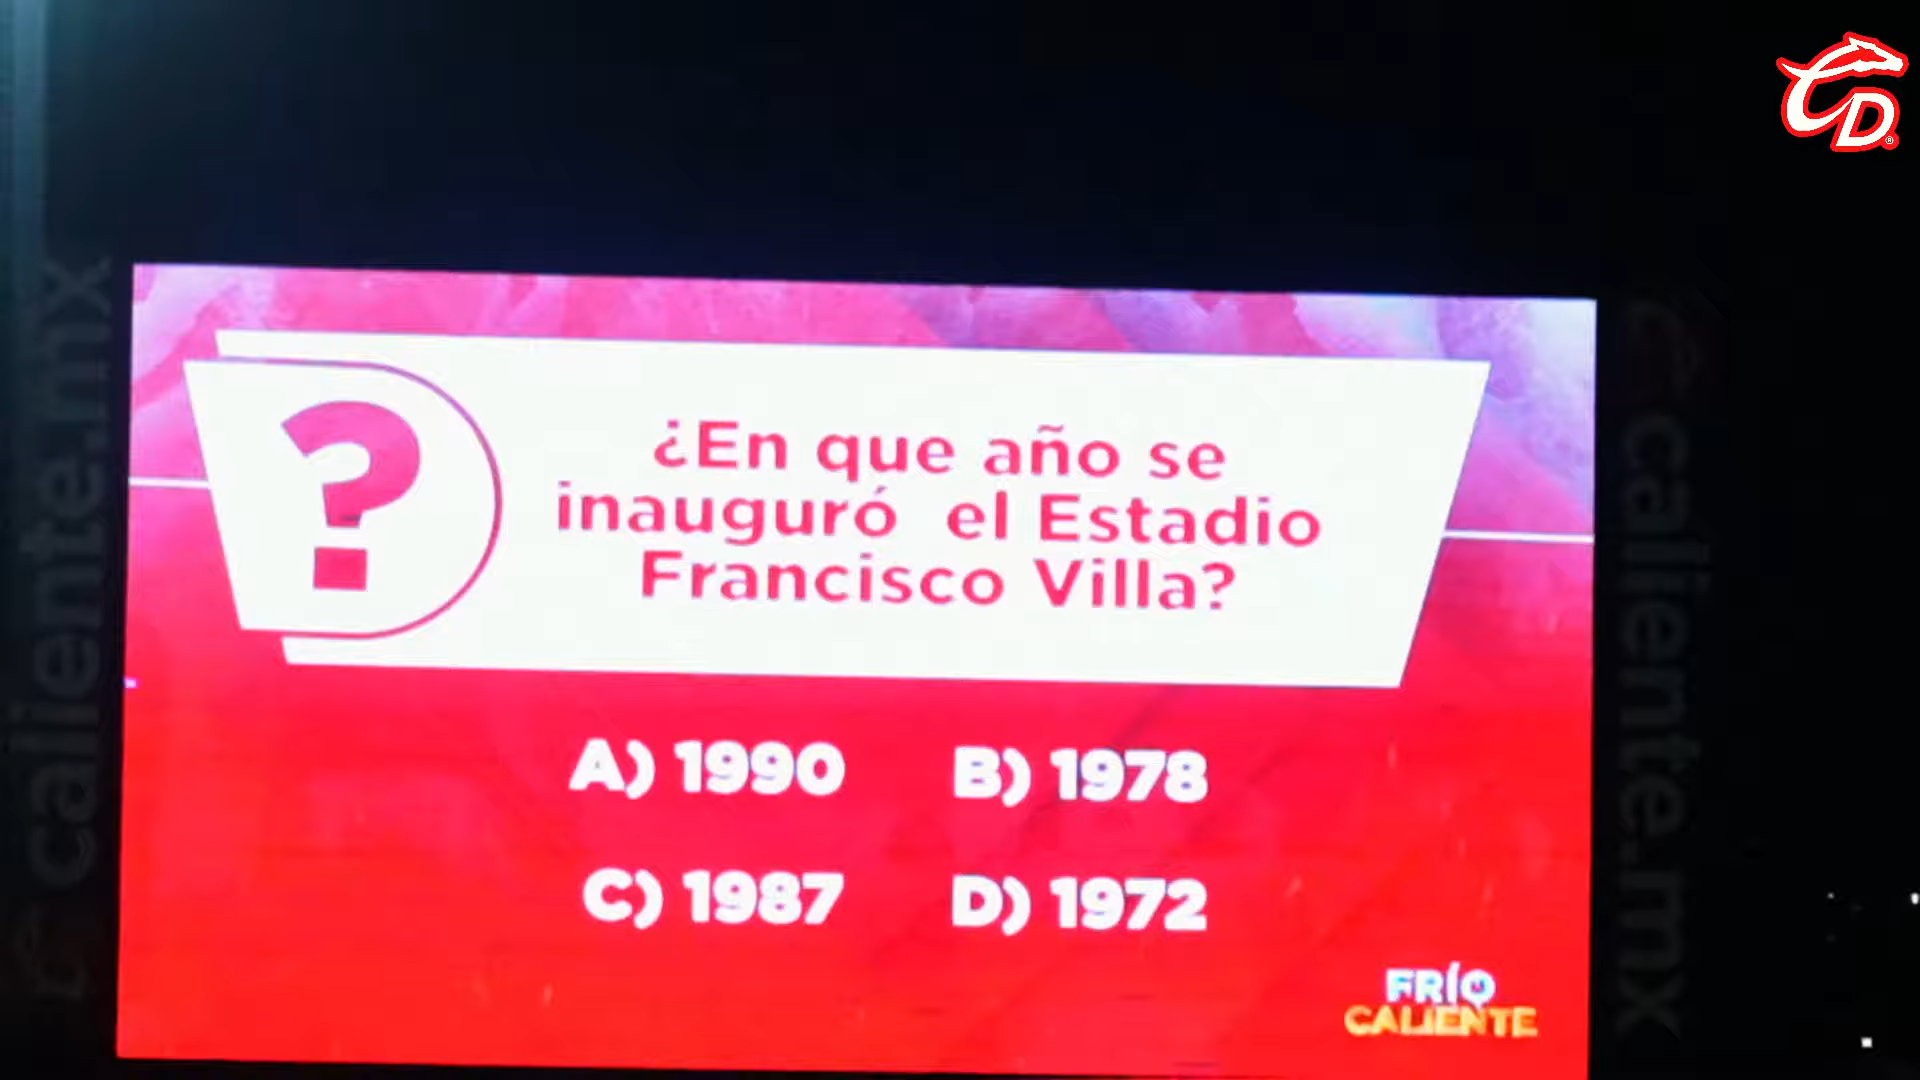 CD
caliente.mx
¿En que año se
inauguró el Estadio
Francisco Villa?
A) 1990 B) 1978
C) 1987 D) 1972
FRÍO
CALIENTE
caliente.mx